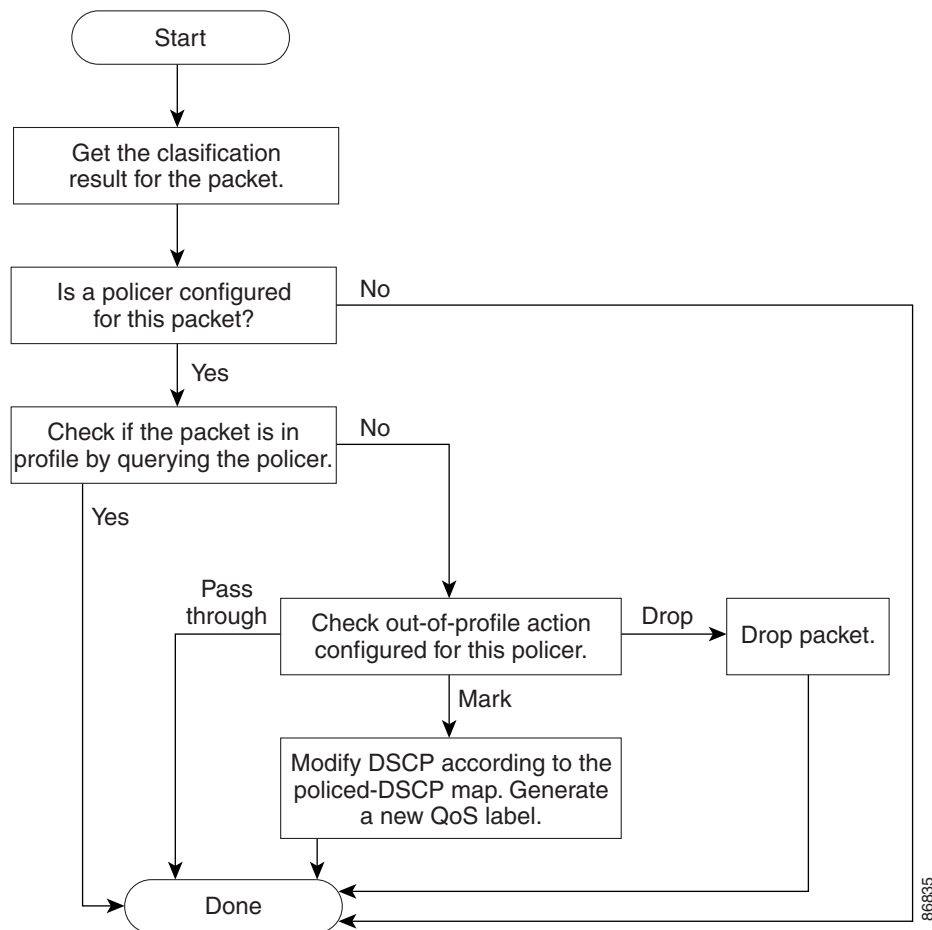 Start
Get the clasification
result for the packet.
Is a policer configured
for this packet?
No
Yes
Check if the packet is in
profile by querying the policer.
No
Yes
Pass
through
Check out-of-profile action
configured for this policer.
Drop
Drop packet.
Mark
Modify DSCP according to the
policed-DSCP map. Generate
a new QoS label.
Done
86835